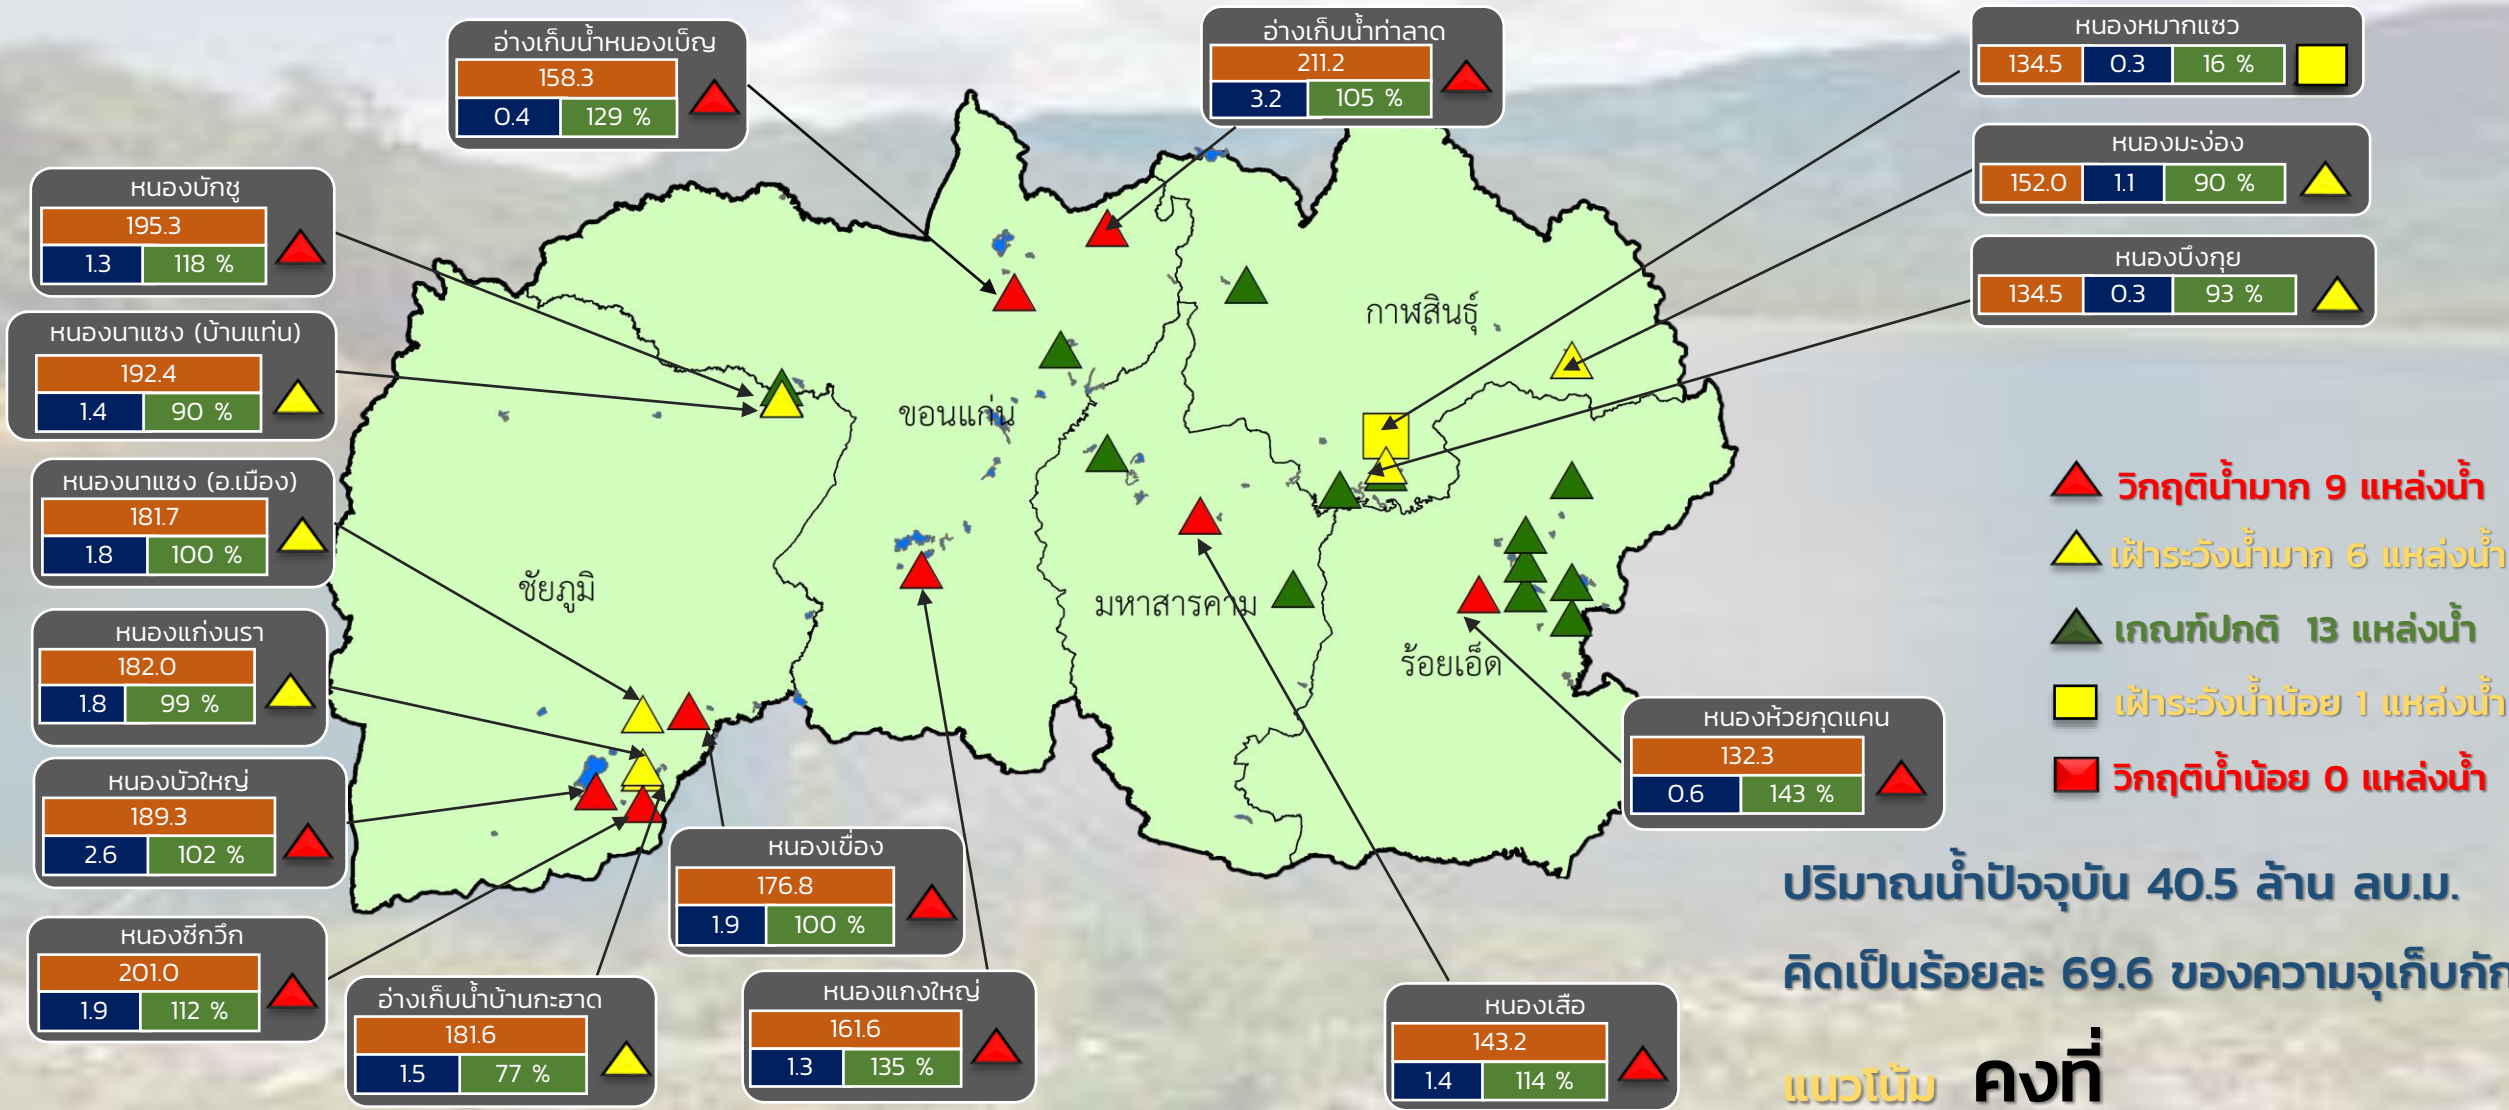 อ่างเก็บน้ำหนองเบ็ญ
158.3
0.4 129 %
อ่างเก็บน้ำท่าลาด
211.2
3.2 105 %
หนองหมากแซว
134.5 0.3 16 %
หนองมะง่อง
152.0 1.1 90 %
หนองบึงกุย
134.5 0.3 93 %
หนองบักชู
195.3
1.3 118 %
หนองนาแซง (บ้านแท่น)
192.4
1.4 90 %
หนองนาแซง (อ.เมือง)
181.7
1.8 100 %
หนองแก่งนรา
182.0
1.8 99 %
หนองบัวใหญ่
189.3
2.6 102 %
หนองซีกวึก
201.0
1.9 112 %
อ่างเก็บน้ำบ้านกะฮาด
181.6
1.5 77 %
หนองเขื่อง
176.8
1.9 100 %
หนองแกงใหญ่
161.6
1.3 135 %
หนองเสือ
143.2
1.4 114 %
หนองห้วยกุดแคน
132.3
0.6 143 %
กาฬสินธุ์
ขอนแก่น
ชัยภูมิ
มหาสารคาม
ร้อยเอ็ด
วิกฤติน้ำมาก 9 แหล่งน้ำ
เฝ้าระวังน้ำมาก 6 แหล่งน้ำ
เกณฑ์ปกติ 13 แหล่งน้ำ
เฝ้าระวังน้ำน้อย 1 แหล่งน้ำ
วิกฤติน้ำน้อย 0 แหล่งน้ำ
ปริมาณน้ำปัจจุบัน 40.5 ล้าน ลบ.ม.
คิดเป็นร้อยละ 69.6 ของความจุเก็บกัก
แนวโน้ม คงที่